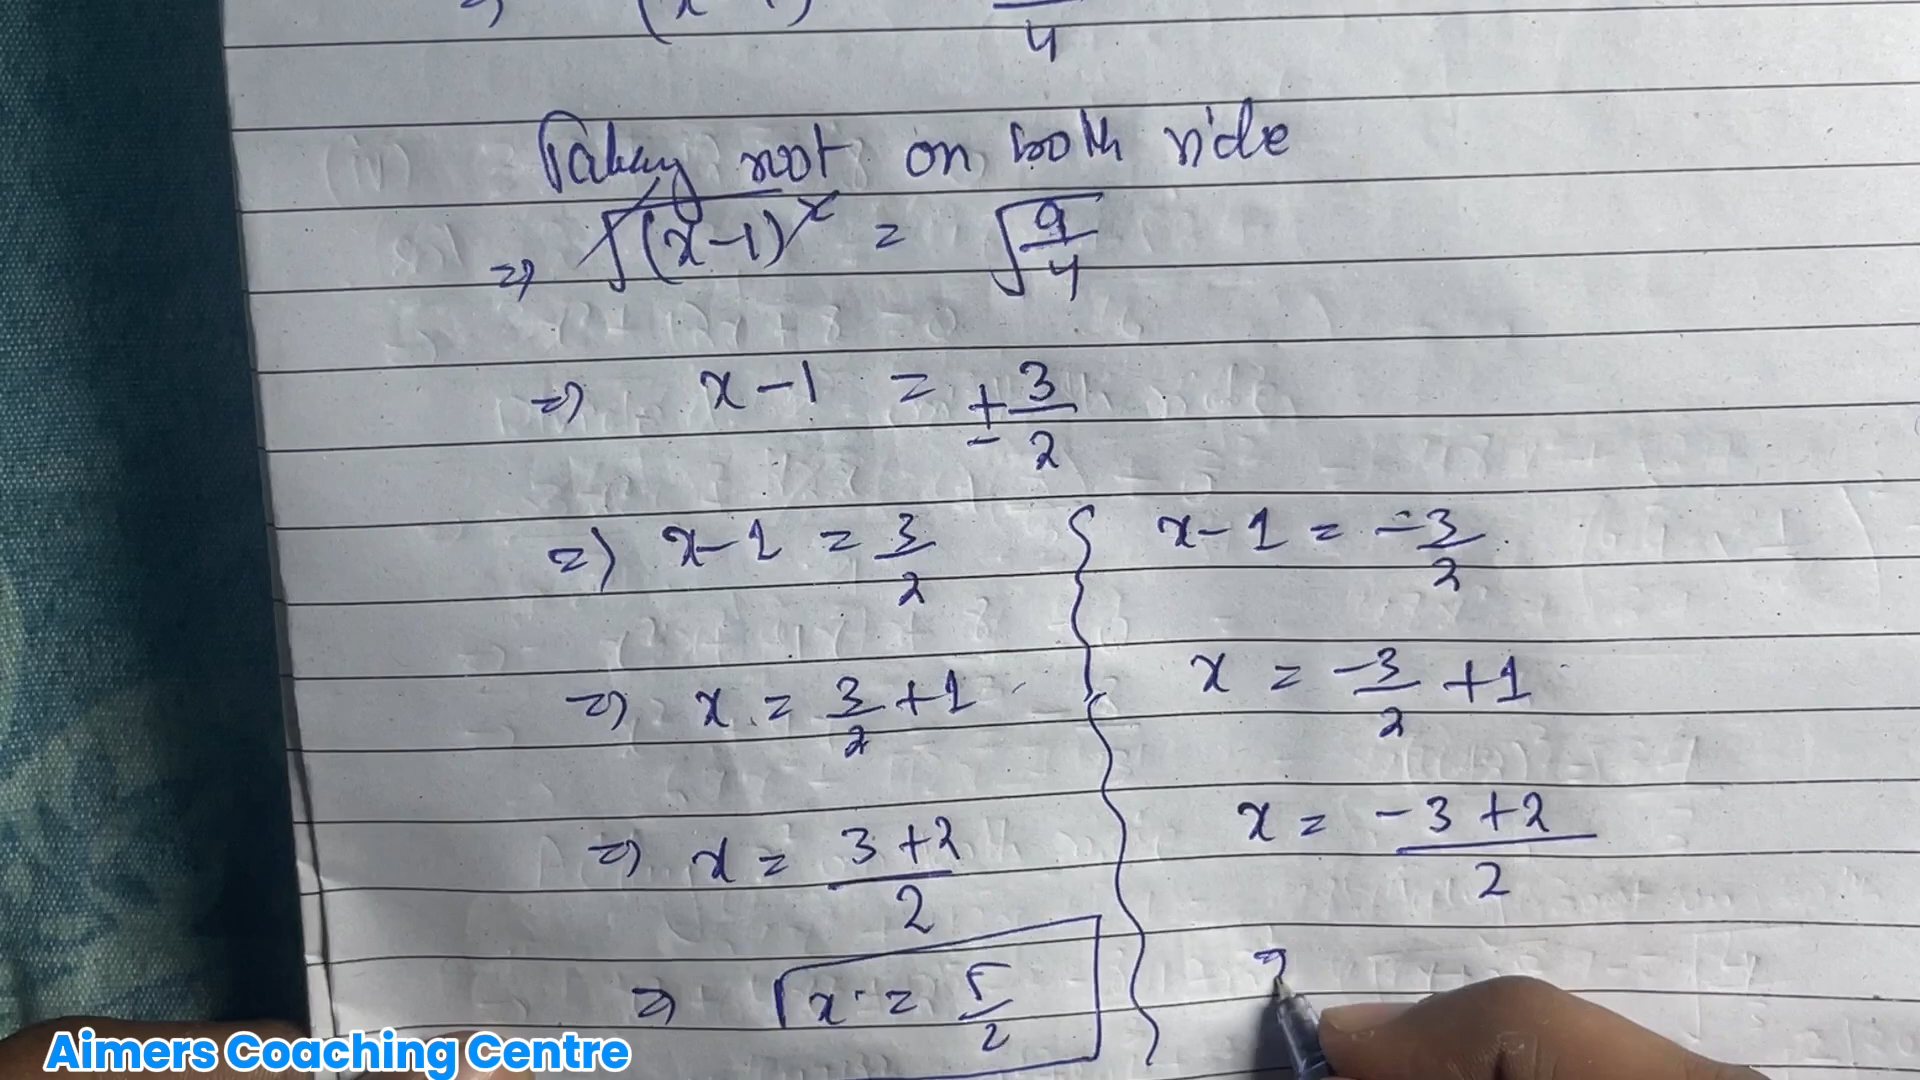 => (x-1) /4
Taking root on both side
=> √(x-1)² = √9/4
=> x-1 = ± 3/2
=> x-1 = 3/2
=> x = 3/2 +1
=> x = 3+2/2
=> x = 5/2
x-1 = -3/2
x = -3/2 +1
x = -3+2/2
Aimers Coaching Centre